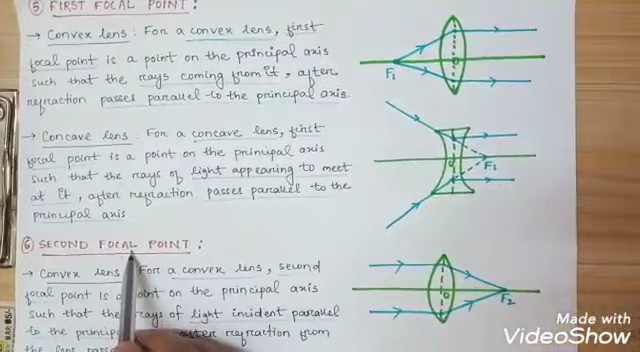 ⑤ FIRST FOCAL POINT :
→ Convex lens : For a convex lens, first
focal point is a point on the principal axis
such that the rays coming from it, after
refraction passes parallel to the principal axis.
F1
O
→ Concave lens : For a concave lens, first
focal point is a point on the principal axis
such that the rays of light appearing to meet
at it, after refraction passes parallel to the
principal axis
O
F1
⑥ SECOND FOCAL POINT :
→ Convex lens For a convex lens, second
focal point is a point on the principal axis
such that the rays of light incident parallel
to the after refraction from
the lens
O
F2
Made with
VideoShow